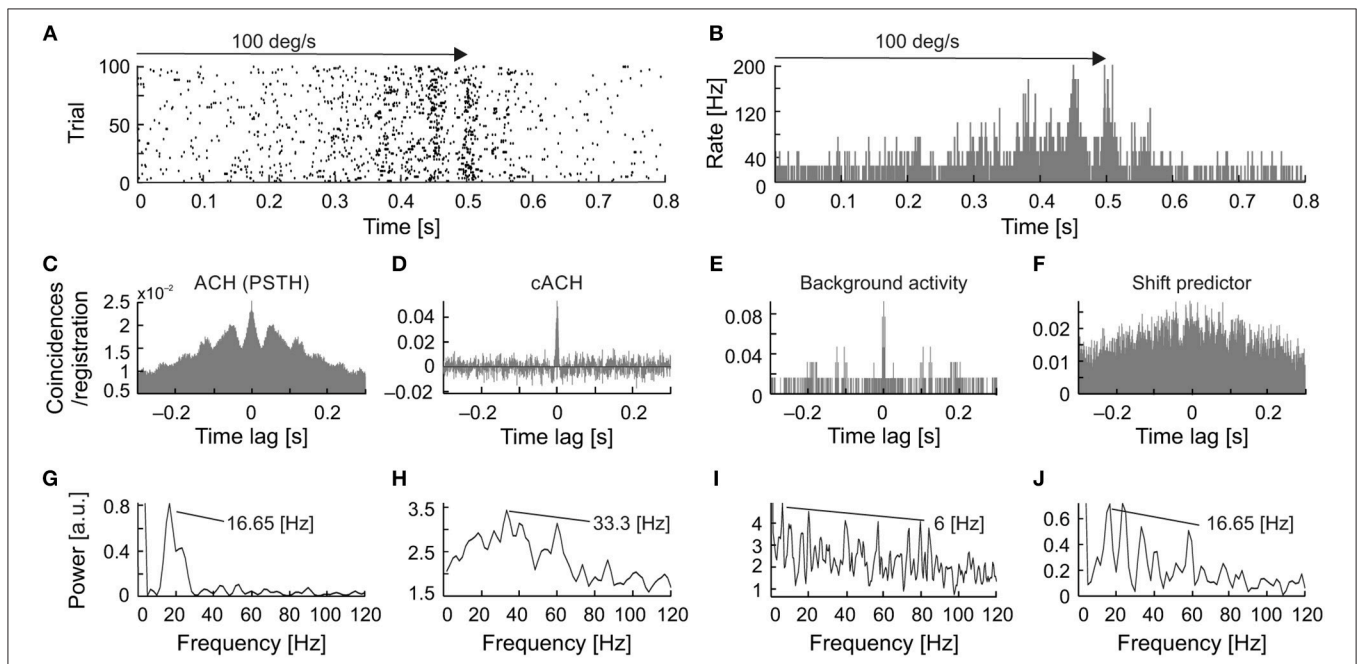 A
100 deg/s
100
50
0
Trial
0 0.1 0.2 0.3 0.4 0.5 0.6 0.7 0.8
Time [s]
B
100 deg/s
200
120
40
0
Rate [Hz]
0 0.1 0.2 0.3 0.4 0.5 0.6 0.7 0.8
Time [s]
C
ACH (PSTH)
x10⁻²
2.5
2
1.5
1
0.5
Coincidences
/registration
−0.2 0 0.2
Time lag [s]
D
cACH
0.04
0.02
0
−0.02
−0.2 0 0.2
Time lag [s]
E
Background activity
0.08
0.04
0
−0.2 0 0.2
Time lag [s]
F
Shift predictor
0.02
0.01
0
−0.2 0 0.2
Time lag [s]
G
0.8
0.4
0
Power [a.u.]
16.65 [Hz]
0 20 40 60 80 100 120
Frequency [Hz]
H
3.5
2.5
1.5
33.3 [Hz]
0 20 40 60 80 100 120
Frequency [Hz]
I
4
3
2
1
6 [Hz]
0 20 40 60 80 100 120
Frequency [Hz]
J
0.6
0.4
0.2
0
16.65 [Hz]
0 20 40 60 80 100 120
Frequency [Hz]